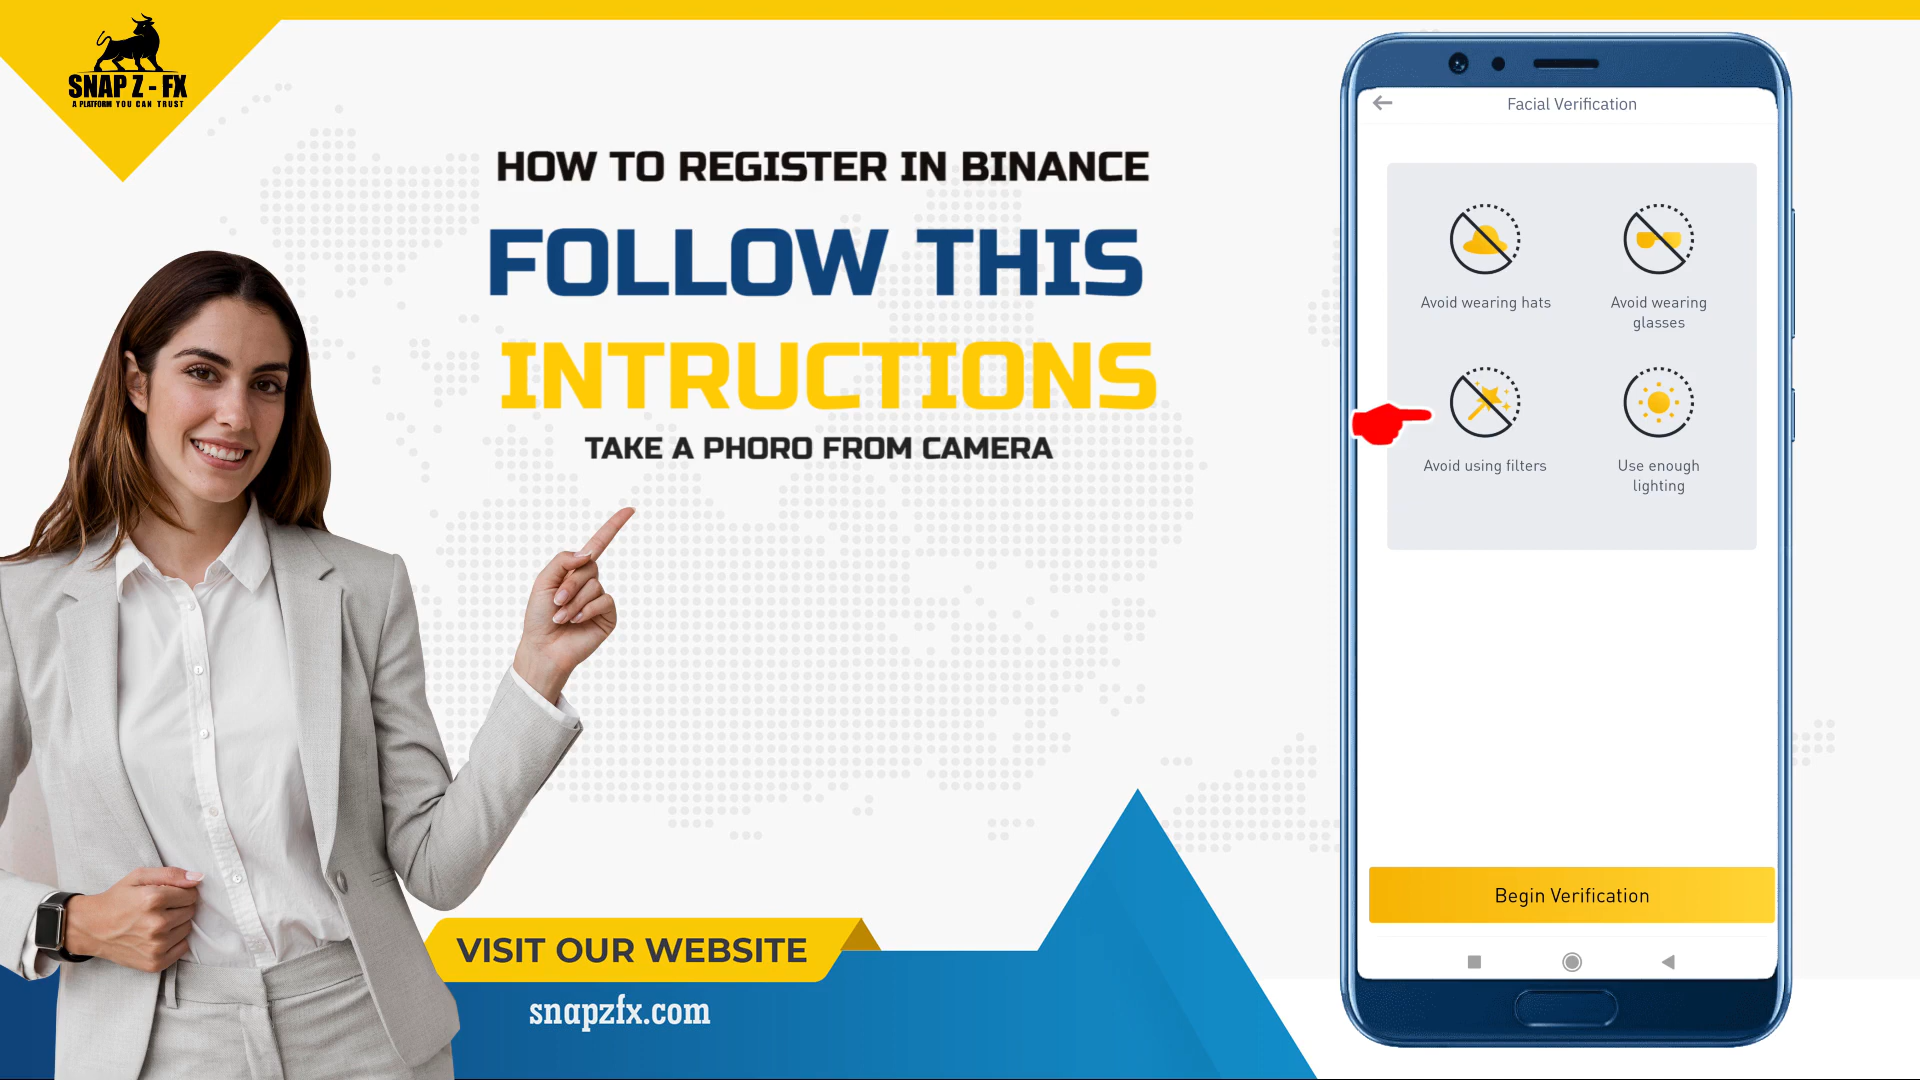 SNAP Z - FX
A PLATFORM YOU CAN TRUST
HOW TO REGISTER IN BINANCE
FOLLOW THIS
INTRUCTIONS
TAKE A PHORO FROM CAMERA
VISIT OUR WEBSITE
snapzfx.com
Facial Verification
Avoid wearing hats
Avoid wearing
glasses
Avoid using filters
Use enough
lighting
Begin Verification